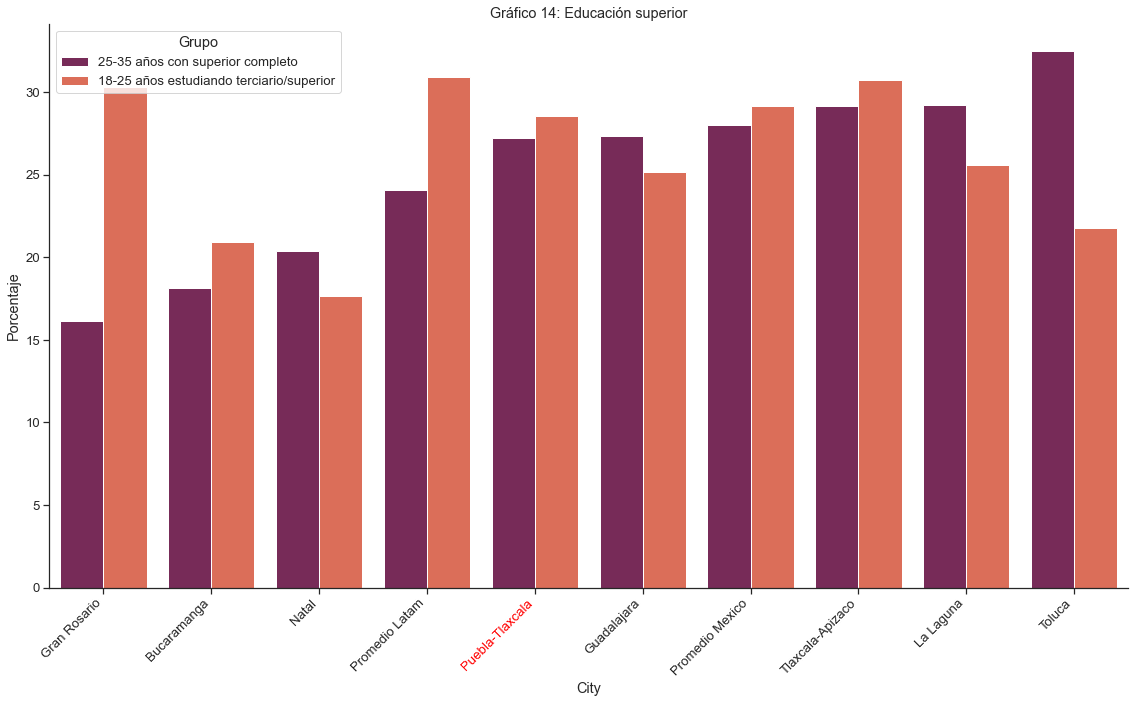 Gráfico 14: Educación superior
Grupo
25-35 años con superior completo
18-25 años estudiando terciario/superior
Porcentaje
30
25
20
15
10
5
0
Gran Rosario
Bucaramanga
Natal
Promedio Latam
Puebla-Tlaxcala
Guadalajara
Promedio Mexico
Tlaxcala-Apizaco
La Laguna
Toluca
City